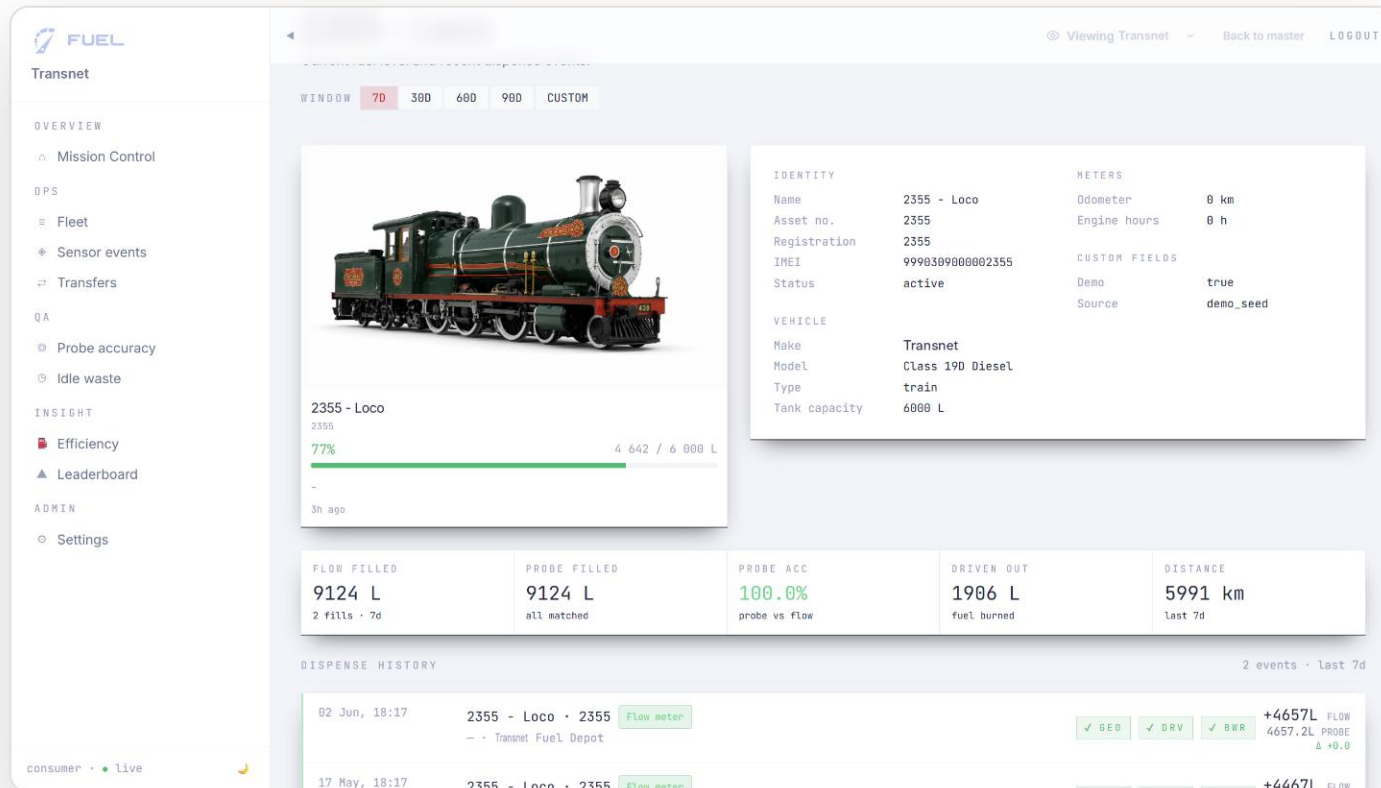 FUEL
Transnet
OVERVIEW
Mission Control
OPS
Fleet
Sensor events
Transfers
QA
Probe accuracy
Idle waste
INSIGHT
Efficiency
Leaderboard
ADMIN
Settings
consumer · ● live
Viewing Transnet
Back to master
LOGOUT
WINDOW 7D 30D 60D 90D CUSTOM
2355 - Loco
2355
77% 4 642 / 6 000 L
-
3h ago
IDENTITY
Name 2355 - Loco
Asset no. 2355
Registration 2355
IMEI 9990309000002355
Status active
VEHICLE
Make Transnet
Model Class 19D Diesel
Type train
Tank capacity 6000 L
METERS
Odometer 0 km
Engine hours 0 h
CUSTOM FIELDS
Demo true
Source demo_seed
FLOW FILLED
9124 L
2 fills · 7d
PROBE FILLED
9124 L
all matched
PROBE ACC
100.0%
probe vs flow
DRIVEN OUT
1906 L
fuel burned
DISTANCE
5991 km
last 7d
DISPENSE HISTORY 2 events · last 7d
02 Jun, 18:17 2355 - Loco · 2355 Flow meter
— · Transnet Fuel Depot
✓ GEO ✓ DRV ✓ BWR
+4657L FLOW
4657.2L PROBE
Δ +0.0
17 May, 18:17 2355 - Loco · 2355 Flow meter
+4467L FLOW